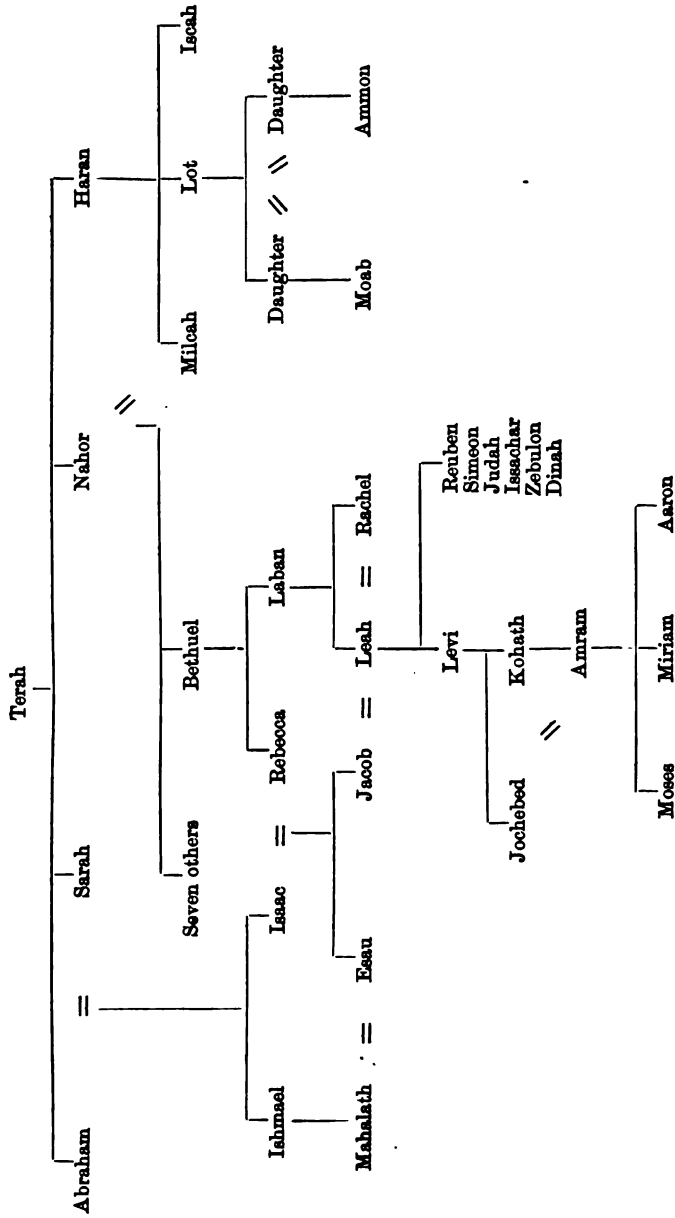 Terah
Abraham = Sarah Nahor // Haran
Seven others Bethuel Milcah Lot Iscah
Ishmael Isaac = Rebecca Laban Daughter // // Daughter
Mahalath = Esau Jacob = Leah = Rachel Moab Ammon
Levi Reuben
Simeon
Judah
Issachar
Zebulon
Dinah
Jochebed Kohath
// Amram
Moses Miriam Aaron